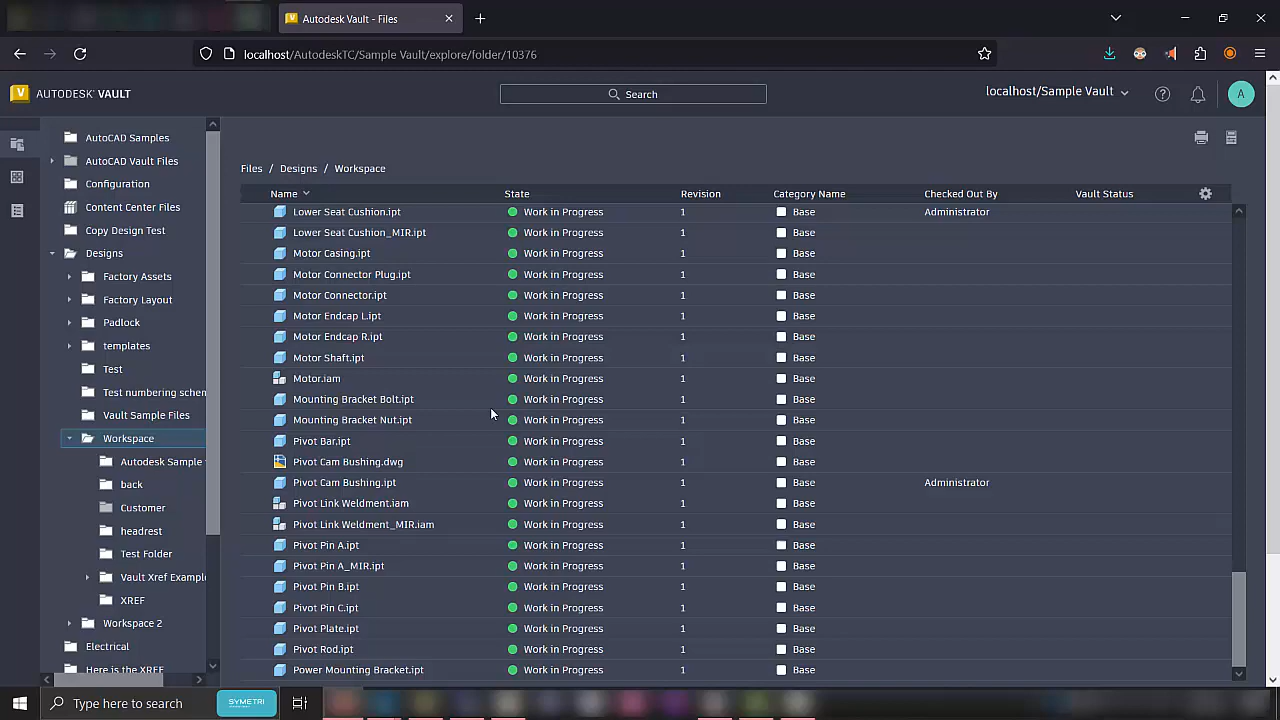 Autodesk Vault - Files
localhost/AutodeskTC/Sample Vault/explore/folder/10376
V AUTODESK VAULT
Search
localhost/Sample Vault
A
AutoCAD Samples
AutoCAD Vault Files
Configuration
Content Center Files
Copy Design Test
Designs
Factory Assets
Factory Layout
Padlock
templates
Test
Test numbering schem
Vault Sample Files
Workspace
Autodesk Sample
back
Customer
headrest
Test Folder
Vault Xref Exampl
XREF
Workspace 2
Electrical
Here is the XREF
Files / Designs / Workspace
Name State Revision Category Name Checked Out By Vault Status
Lower Seat Cushion.ipt Work in Progress 1 Base Administrator
Lower Seat Cushion_MIR.ipt Work in Progress 1 Base
Motor Casing.ipt Work in Progress 1 Base
Motor Connector Plug.ipt Work in Progress 1 Base
Motor Connector.ipt Work in Progress 1 Base
Motor Endcap L.ipt Work in Progress 1 Base
Motor Endcap R.ipt Work in Progress 1 Base
Motor Shaft.ipt Work in Progress 1 Base
Motor.iam Work in Progress 1 Base
Mounting Bracket Bolt.ipt Work in Progress 1 Base
Mounting Bracket Nut.ipt Work in Progress 1 Base
Pivot Bar.ipt Work in Progress 1 Base
Pivot Cam Bushing.dwg Work in Progress 1 Base
Pivot Cam Bushing.ipt Work in Progress 1 Base Administrator
Pivot Link Weldment.iam Work in Progress 1 Base
Pivot Link Weldment_MIR.iam Work in Progress 1 Base
Pivot Pin A.ipt Work in Progress 1 Base
Pivot Pin A_MIR.ipt Work in Progress 1 Base
Pivot Pin B.ipt Work in Progress 1 Base
Pivot Pin C.ipt Work in Progress 1 Base
Pivot Plate.ipt Work in Progress 1 Base
Pivot Rod.ipt Work in Progress 1 Base
Power Mounting Bracket.ipt Work in Progress 1 Base
Type here to search
SYMETRI